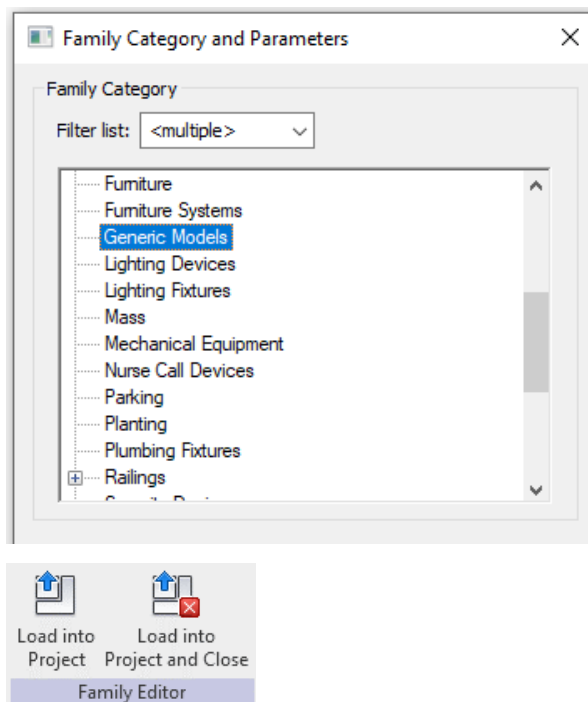 Family Category and Parameters
Family Category
Filter list: <multiple>
Furniture
Furniture Systems
Generic Models
Lighting Devices
Lighting Fixtures
Mass
Mechanical Equipment
Nurse Call Devices
Parking
Planting
Plumbing Fixtures
Railings
Load into Project
Load into Project and Close
Family Editor